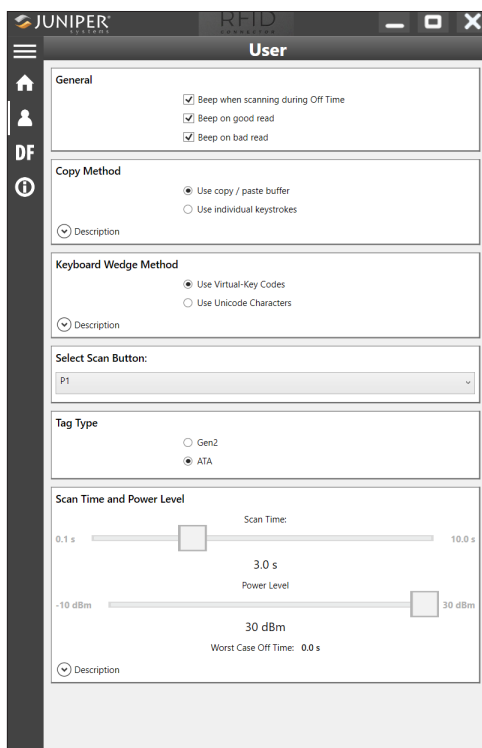 JUNIPER®
systems
RFID
CONNECTOR
User
General
Beep when scanning during Off Time
Beep on good read
Beep on bad read
DF
Copy Method
Use copy / paste buffer
Use individual keystrokes
Description
Keyboard Wedge Method
Use Virtual-Key Codes
Use Unicode Characters
Description
Select Scan Button:
P1
Tag Type
Gen2
ATA
Scan Time and Power Level
Scan Time:
0.1 s 10.0 s
3.0 s
Power Level
-10 dBm 30 dBm
30 dBm
Worst Case Off Time: 0.0 s
Description